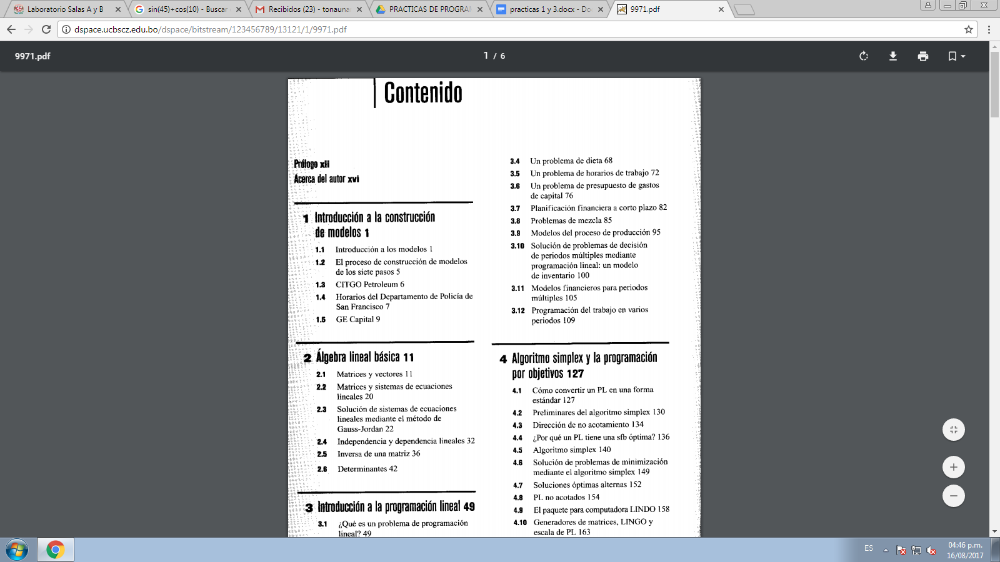 Laboratorio Salas A y B
sin(45)+cos(10) - Buscar
Recibidos (23) - tonauna
PRACTICAS DE PROGRA
practicas 1 y 3.docx - Do
9971.pdf
dspace.ucbscz.edu.bo/dspace/bitstream/123456789/13121/1/9971.pdf
9971.pdf
1 / 6
Contenido
Prólogo xii
Acerca del autor xvi
1 Introducción a la construcción
de modelos 1
1.1 Introducción a los modelos 1
1.2 El proceso de construcción de modelos
de los siete pasos 5
1.3 CITGO Petroleum 6
1.4 Horarios del Departamento de Policía de
San Francisco 7
1.5 GE Capital 9
2 Álgebra lineal básica 11
2.1 Matrices y vectores 11
2.2 Matrices y sistemas de ecuaciones
lineales 20
2.3 Solución de sistemas de ecuaciones
lineales mediante el método de
Gauss-Jordan 22
2.4 Independencia y dependencia lineales 32
2.5 Inversa de una matriz 36
2.6 Determinantes 42
3 Introducción a la programación lineal 49
3.1 ¿Qué es un problema de programación
lineal? 49
3.4 Un problema de dieta 68
3.5 Un problema de horarios de trabajo 72
3.6 Un problema de presupuesto de gastos
de capital 76
3.7 Planificación financiera a corto plazo 82
3.8 Problemas de mezcla 85
3.9 Modelos del proceso de producción 95
3.10 Solución de problemas de decisión
de periodos múltiples mediante
programación lineal: un modelo
de inventario 100
3.11 Modelos financieros para periodos
múltiples 105
3.12 Programación del trabajo en varios
periodos 109
4 Algoritmo simplex y la programación
por objetivos 127
4.1 Cómo convertir un PL en una forma
estándar 127
4.2 Preliminares del algoritmo simplex 130
4.3 Dirección de no acotamiento 134
4.4 ¿Por qué un PL tiene una sfb óptima? 136
4.5 Algoritmo simplex 140
4.6 Solución de problemas de minimización
mediante el algoritmo simplex 149
4.7 Soluciones óptimas alternas 152
4.8 PL no acotados 154
4.9 El paquete para computadora LINDO 158
4.10 Generadores de matrices, LINGO y
escala de PL 163
ES
04:46 p.m.
16/08/2017